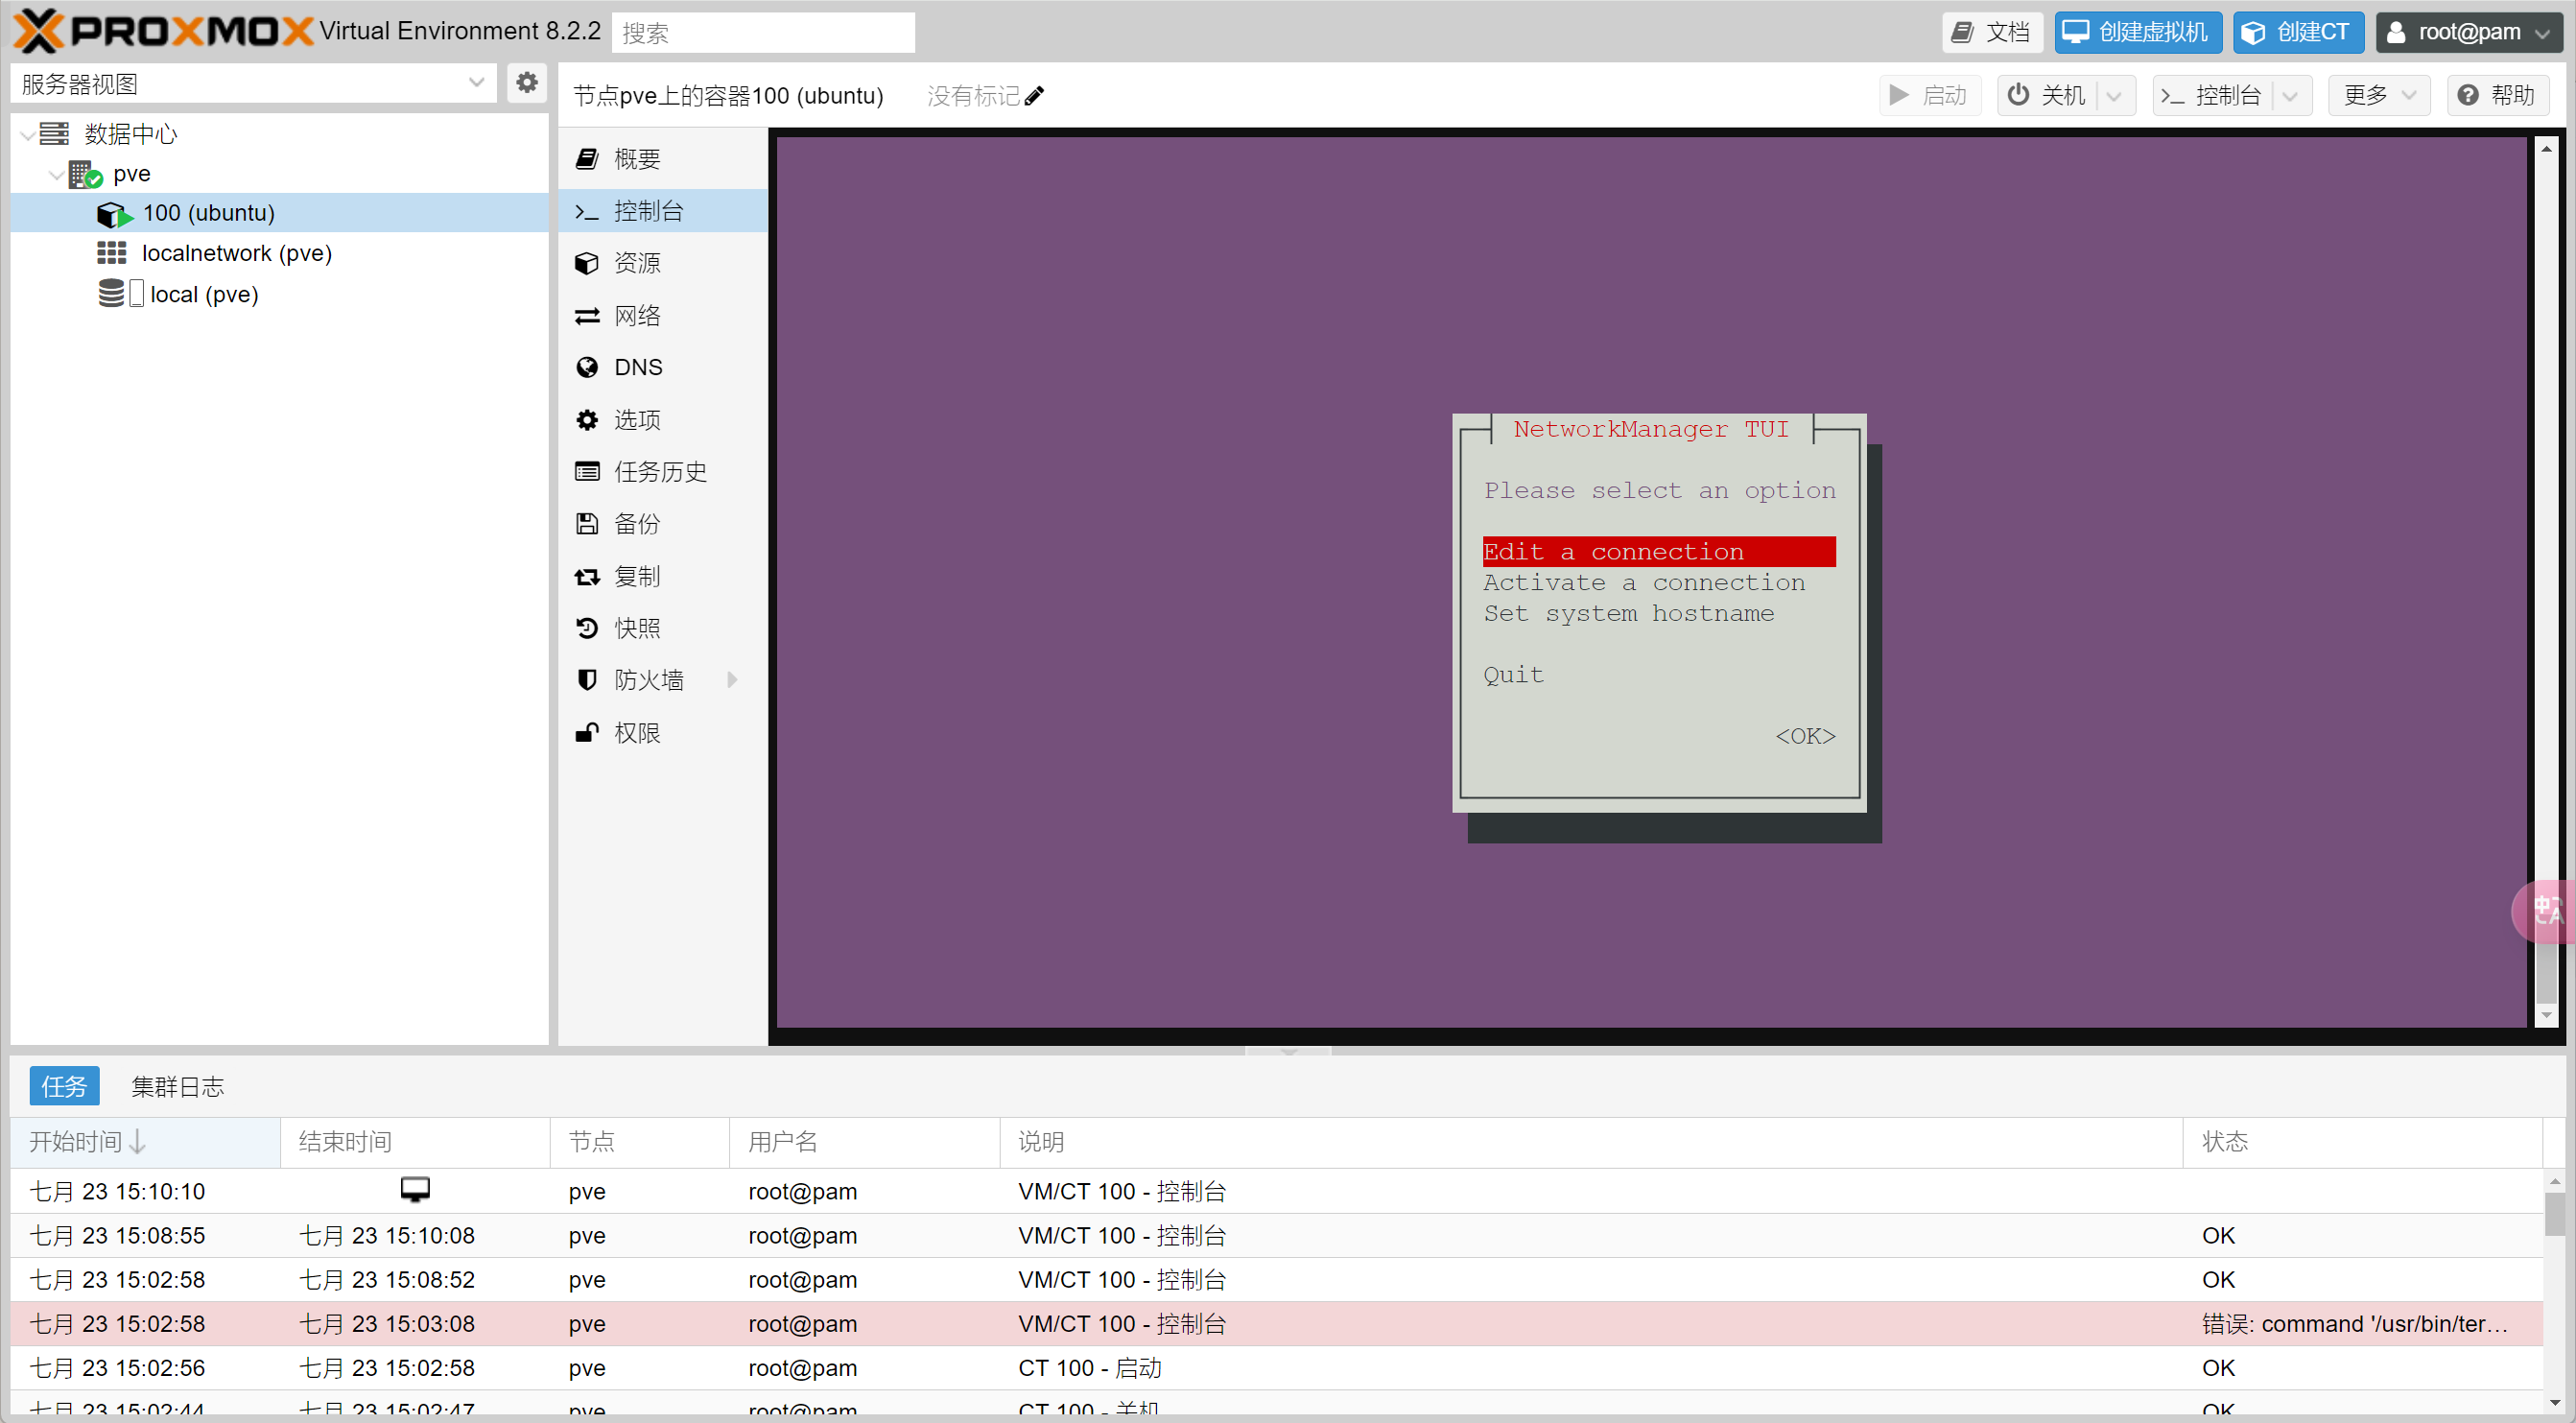 PROXMOX Virtual Environment 8.2.2 搜索 文档 创建虚拟机 创建CT root@pam
服务器视图
节点pve上的容器100 (ubuntu) 没有标记 启动 关机 控制台 更多 帮助
数据中心
pve
100 (ubuntu)
localnetwork (pve)
local (pve)
概要
控制台
资源
网络
DNS
选项
任务历史
备份
复制
快照
防火墙
权限
NetworkManager TUI
Please select an option
Edit a connection
Activate a connection
Set system hostname
Quit
<OK>
中A
任务 集群日志
开始时间 结束时间 节点 用户名 说明 状态
七月 23 15:10:10 pve root@pam VM/CT 100 - 控制台
七月 23 15:08:55 七月 23 15:10:08 pve root@pam VM/CT 100 - 控制台 OK
七月 23 15:02:58 七月 23 15:08:52 pve root@pam VM/CT 100 - 控制台 OK
七月 23 15:02:58 七月 23 15:03:08 pve root@pam VM/CT 100 - 控制台 错误: command '/usr/bin/ter…
七月 23 15:02:56 七月 23 15:02:58 pve root@pam CT 100 - 启动 OK
七月 23 15:02:44 七月 23 15:02:47 pve root@pam CT 100 - 关机 OK